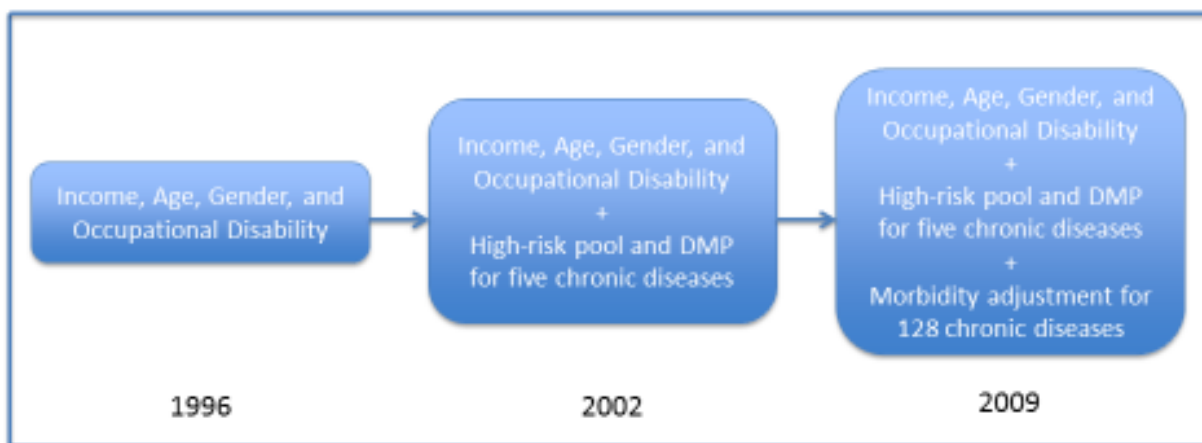 Income, Age, Gender, and
Occupational Disability
1996
Income, Age, Gender, and
Occupational Disability
+
High-risk pool and DMP
for five chronic diseases
2002
Income, Age, Gender, and
Occupational Disability
+
High-risk pool and DMP
for five chronic diseases
+
Morbidity adjustment for
128 chronic diseases
2009